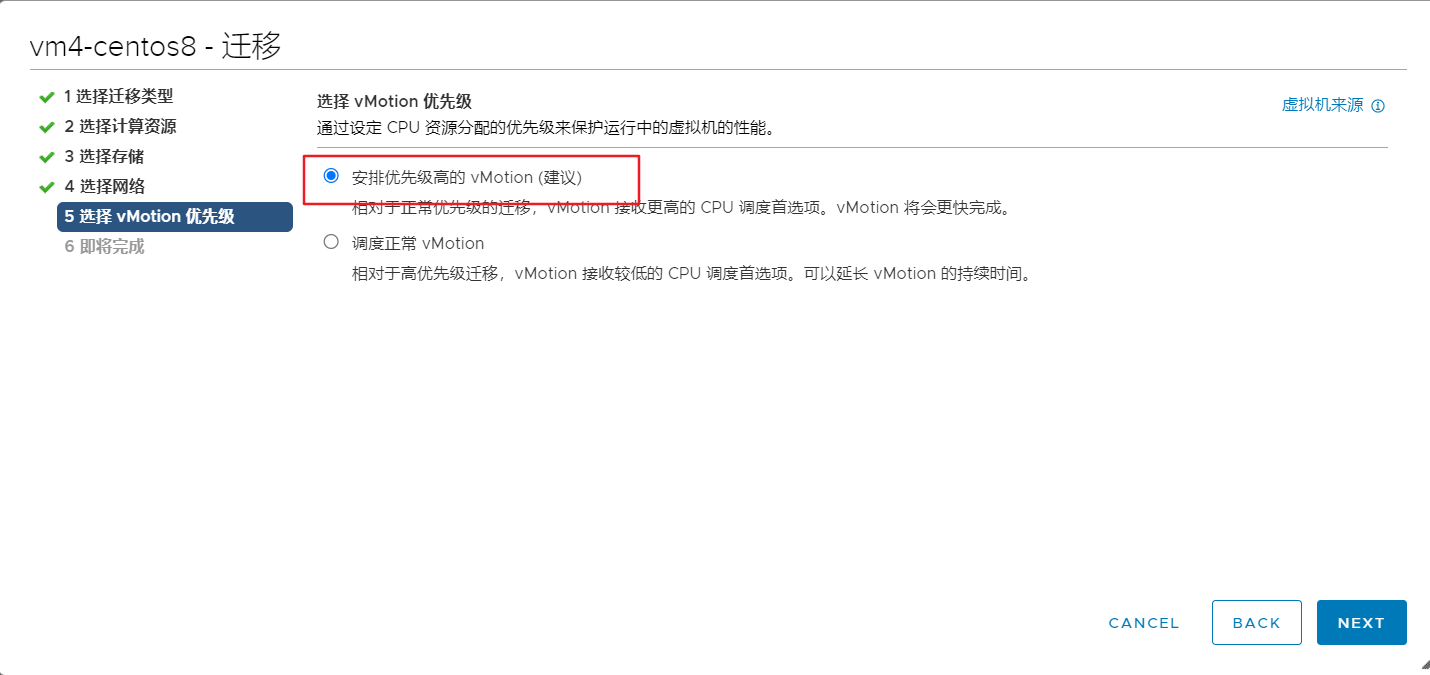 vm4-centos8 - 迁移
1 选择迁移类型
2 选择计算资源
3 选择存储
4 选择网络
5 选择 vMotion 优先级
6 即将完成
选择 vMotion 优先级
虚拟机来源
通过设定 CPU 资源分配的优先级来保护运行中的虚拟机的性能。
安排优先级高的 vMotion (建议)
相对于正常优先级的迁移，vMotion 接收更高的 CPU 调度首选项。vMotion 将会更快完成。
调度正常 vMotion
相对于高优先级迁移，vMotion 接收较低的 CPU 调度首选项。可以延长 vMotion 的持续时间。
CANCEL
BACK
NEXT